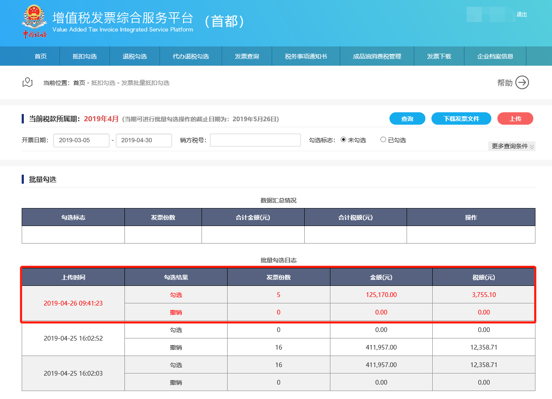 增值税发票综合服务平台（首都）
Value Added Tax Invoice Integrated Service Platform
中国税务
退出
首页 抵扣勾选 退税勾选 代办退税勾选 发票查询 税务事项通知书 成品油消费税管理 发票下载 企业档案信息
当前位置：首页 - 抵扣勾选 - 发票批量抵扣勾选
帮助
当前税款所属期：2019年4月 (当期可进行批量勾选操作的截止日期为：2019年5月26日)
查询 下载发票文件 上传
开票日期： 2019-03-05 - 2019-04-30 销方税号： 勾选标志： 未勾选 已勾选
更多查询条件
批量勾选
数据汇总情况
勾选标志 发票份数 合计金额(元) 合计税额(元) 操作
批量勾选日志
上传时间 勾选结果 发票份数 金额(元) 税额(元)
2019-04-26 09:41:23
勾选 5 125,170.00 3,755.10
撤销 0 0.00 0.00
2019-04-25 16:02:52
勾选 0 0.00 0.00
撤销 16 411,957.00 12,358.71
2019-04-25 16:02:03
勾选 16 411,957.00 12,358.71
撤销 0 0.00 0.00